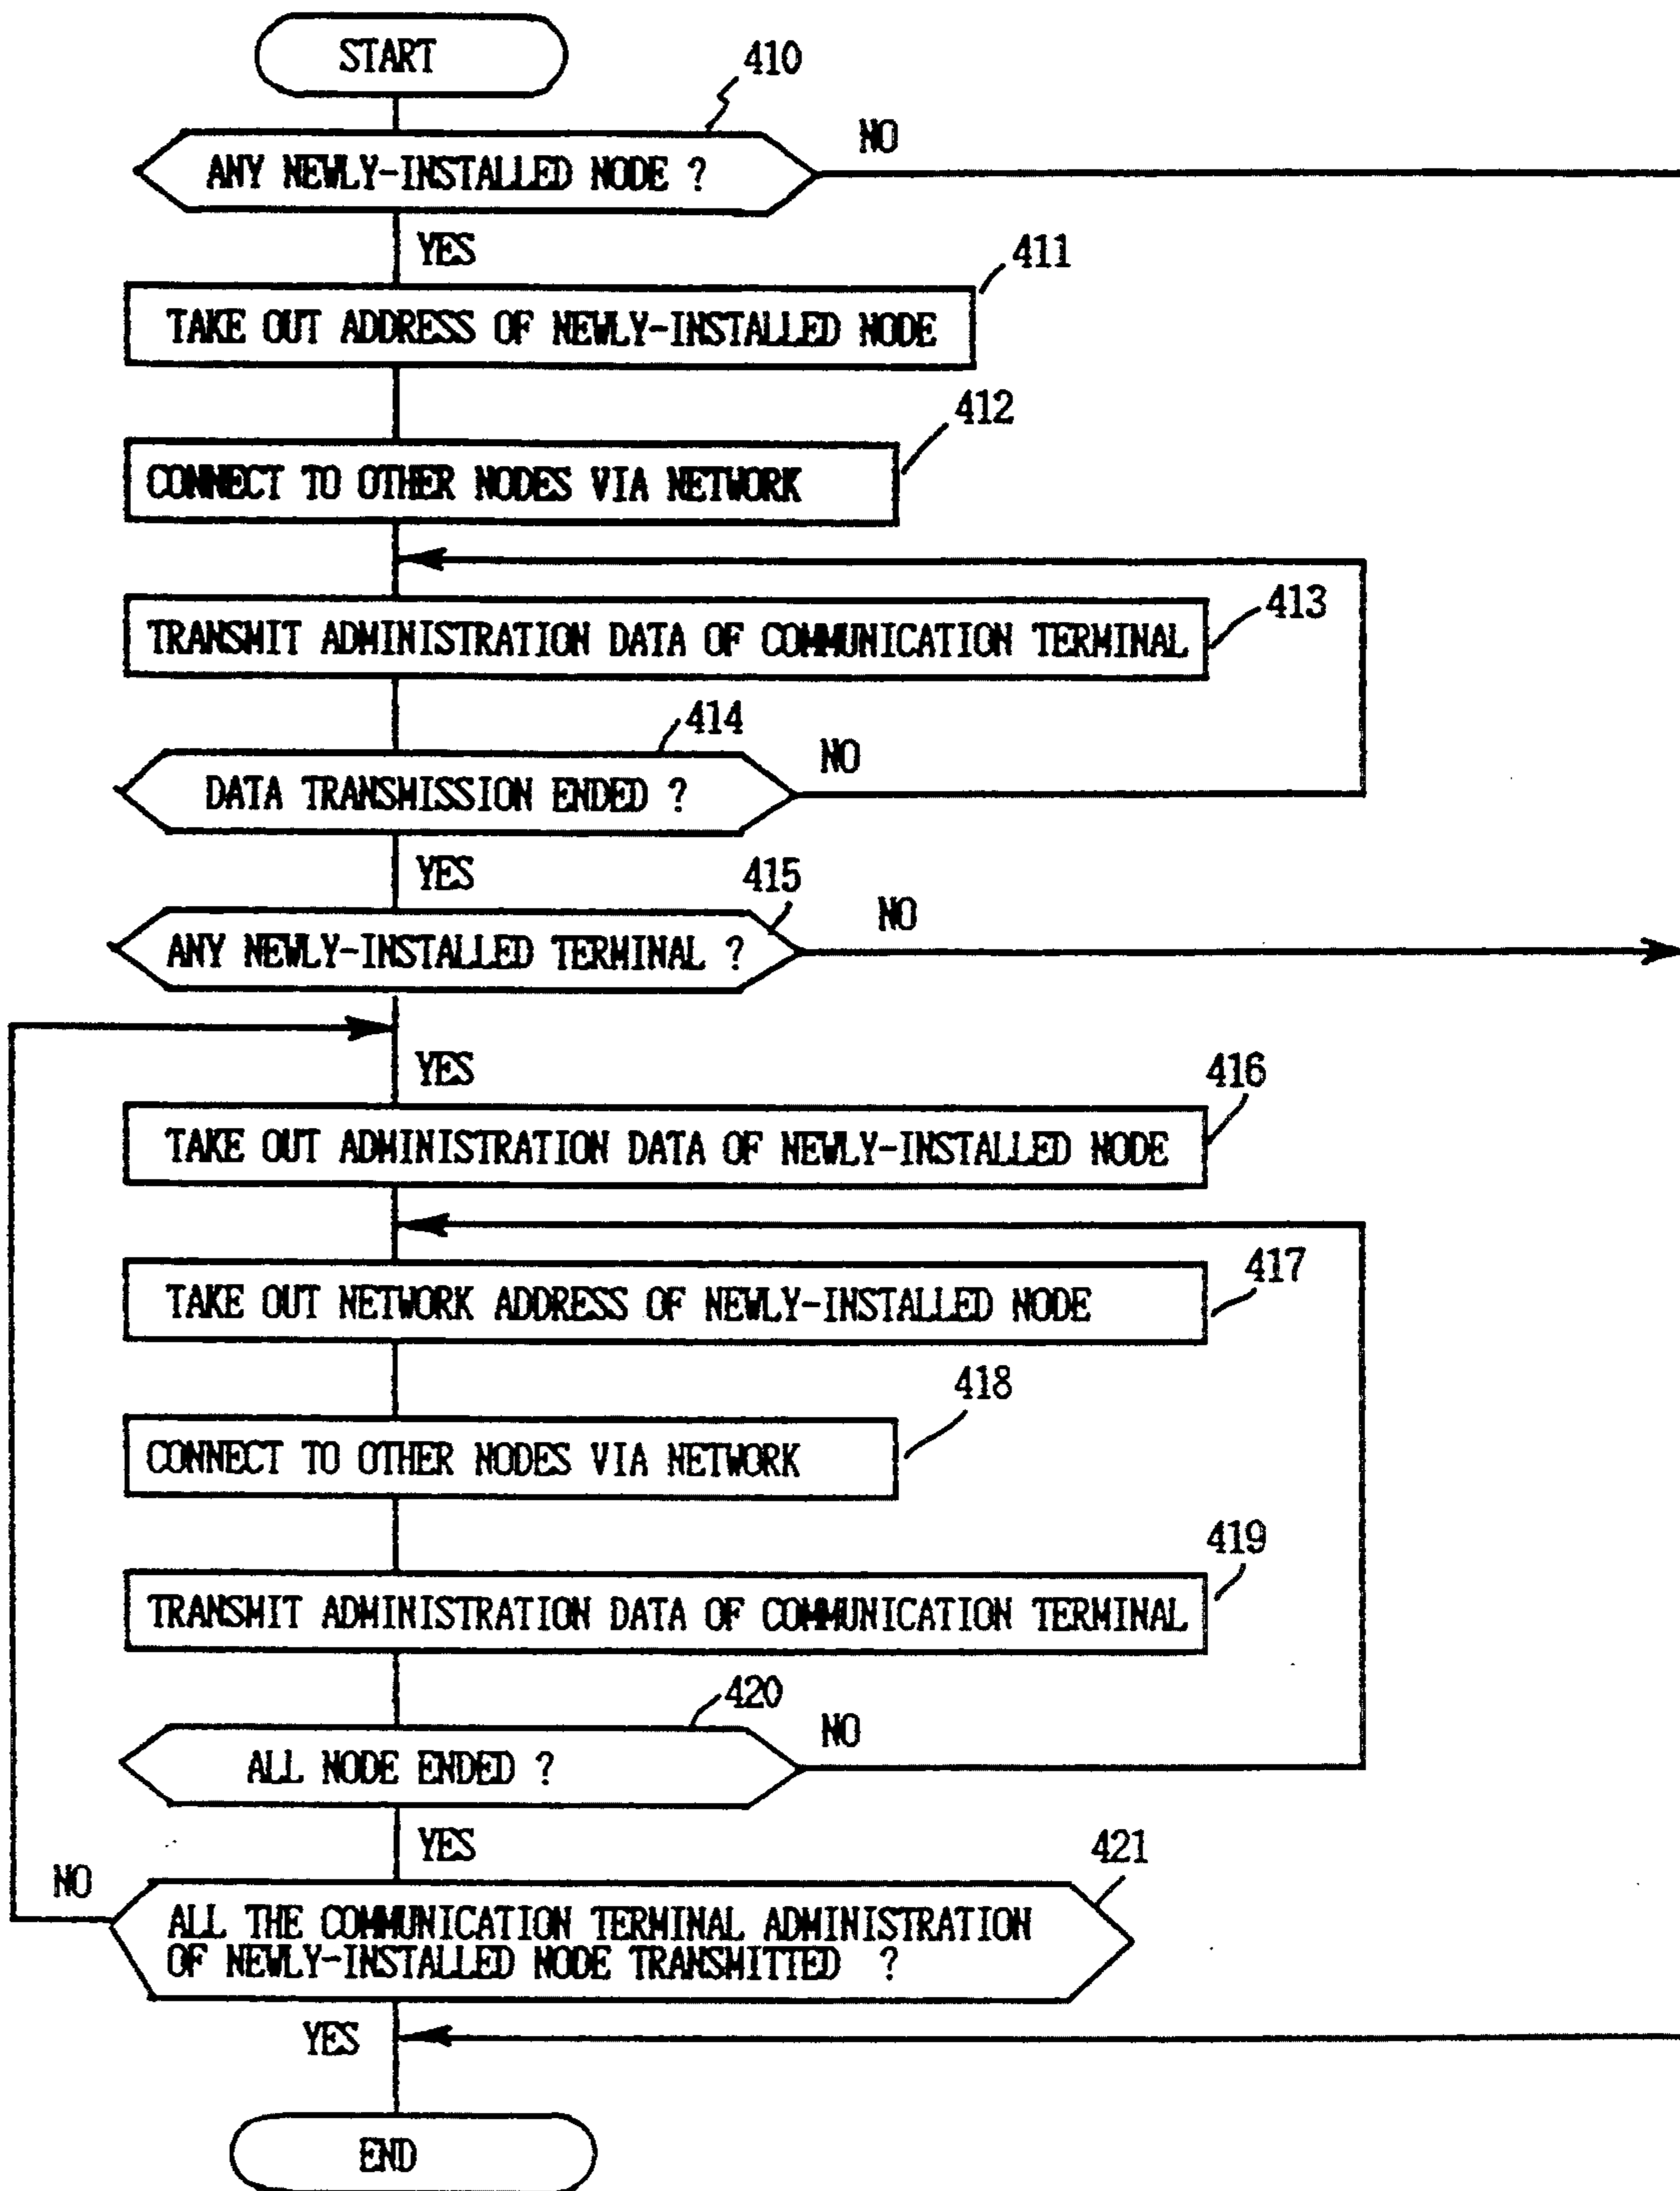 START
410
ANY NEWLY-INSTALLED NODE ?
NO
YES
411
TAKE OUT ADDRESS OF NEWLY-INSTALLED NODE
412
CONNECT TO OTHER NODES VIA NETWORK
413
TRANSMIT ADMINISTRATION DATA OF COMMUNICATION TERMINAL
414
DATA TRANSMISSION ENDED ?
NO
YES
415
ANY NEWLY-INSTALLED TERMINAL ?
NO
YES
416
TAKE OUT ADMINISTRATION DATA OF NEWLY-INSTALLED NODE
417
TAKE OUT NETWORK ADDRESS OF NEWLY-INSTALLED NODE
418
CONNECT TO OTHER NODES VIA NETWORK
419
TRANSMIT ADMINISTRATION DATA OF COMMUNICATION TERMINAL
420
ALL NODE ENDED ?
NO
YES
421
NO
ALL THE COMMUNICATION TERMINAL ADMINISTRATION
OF NEWLY-INSTALLED NODE TRANSMITTED ?
YES
END